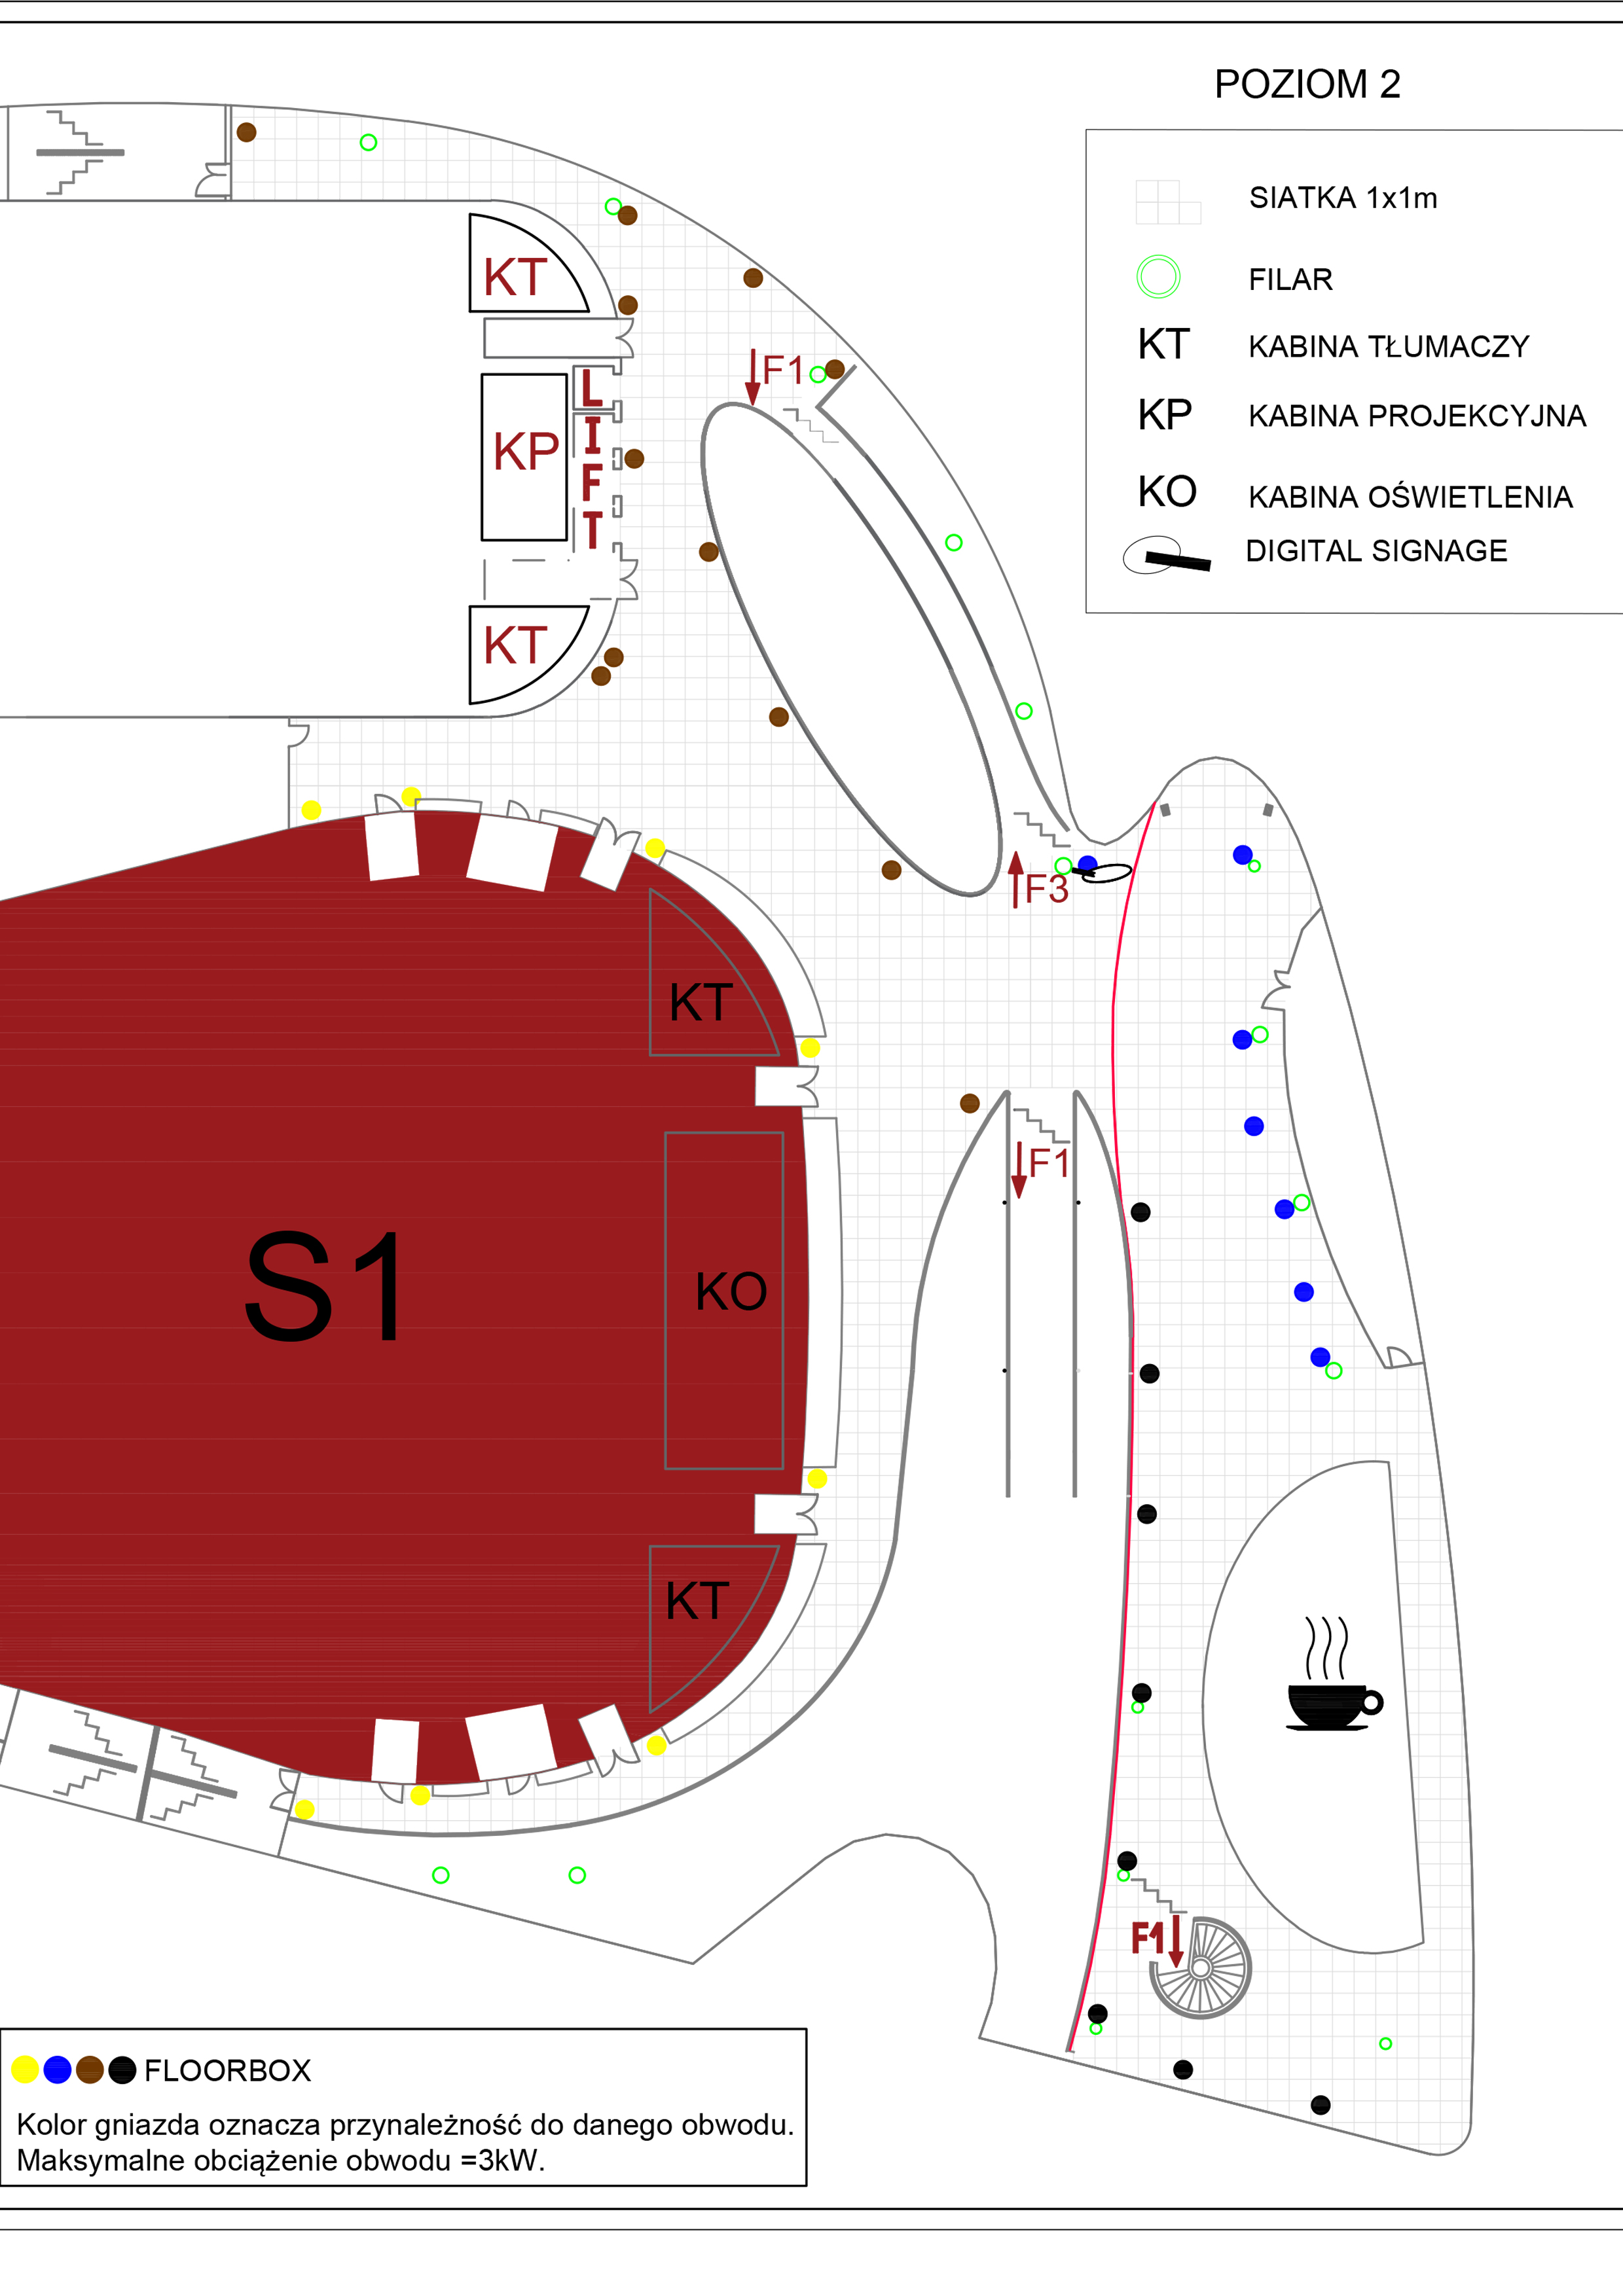 POZIOM 2
SIATKA 1x1m
FILAR
KT KABINA TŁUMACZY
KP KABINA PROJEKCYJNA
KO KABINA OŚWIETLENIA
DIGITAL SIGNAGE
KT
F1
LIFT
KP
KT
F3
KT
F1
S1
KO
KT
F1
FLOORBOX
Kolor gniazda oznacza przynależność do danego obwodu.
Maksymalne obciążenie obwodu =3kW.